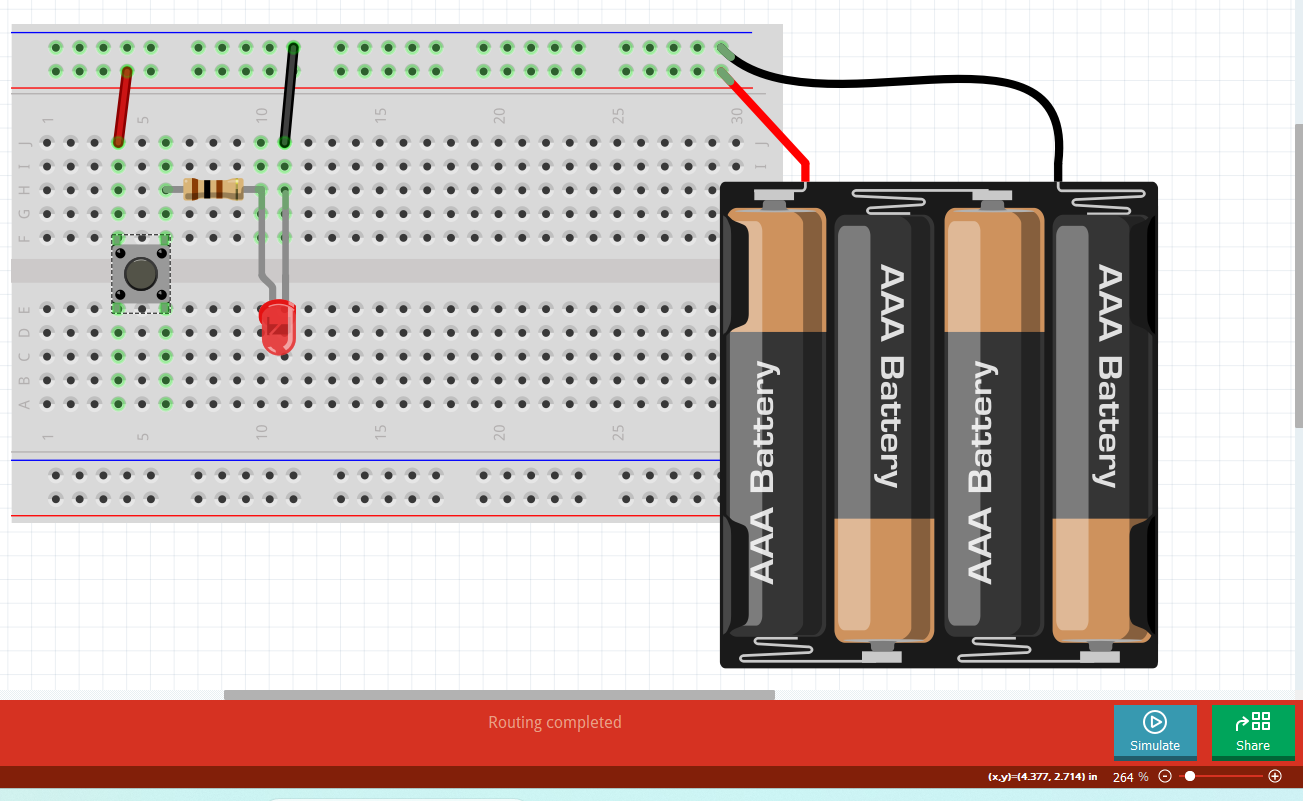 1 5 10 15 20 25 30
J J
I I
H
G
F
E
D
C
B
A
1 5 10 15 20 25
AAA Battery
AAA Battery
AAA Battery
AAA Battery
Routing completed
Simulate
Share
(x,y)=(4.377, 2.714) in
264 %